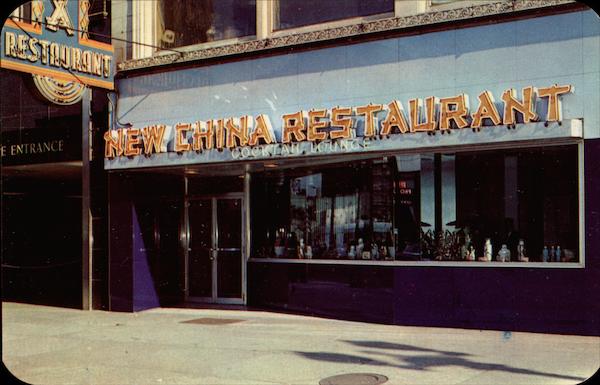 RESTAURANT
E ENTRANCE
NEW CHINA RESTAURANT
COCKTAIL LOUNGE